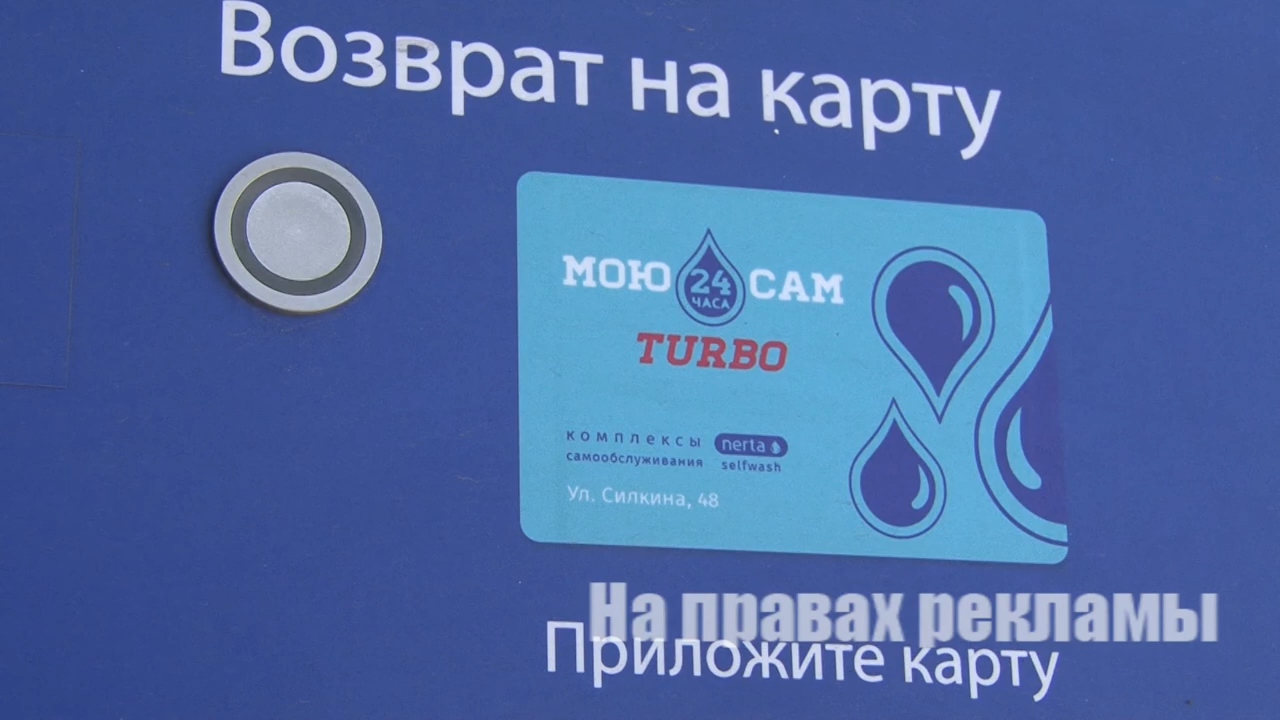 Возврат на карту
МОЮ 24 ЧАСА САМ
TURBO
комплексы nerta
самообслуживания selfwash
Ул. Силкина, 48
На правах рекламы
Приложите карту